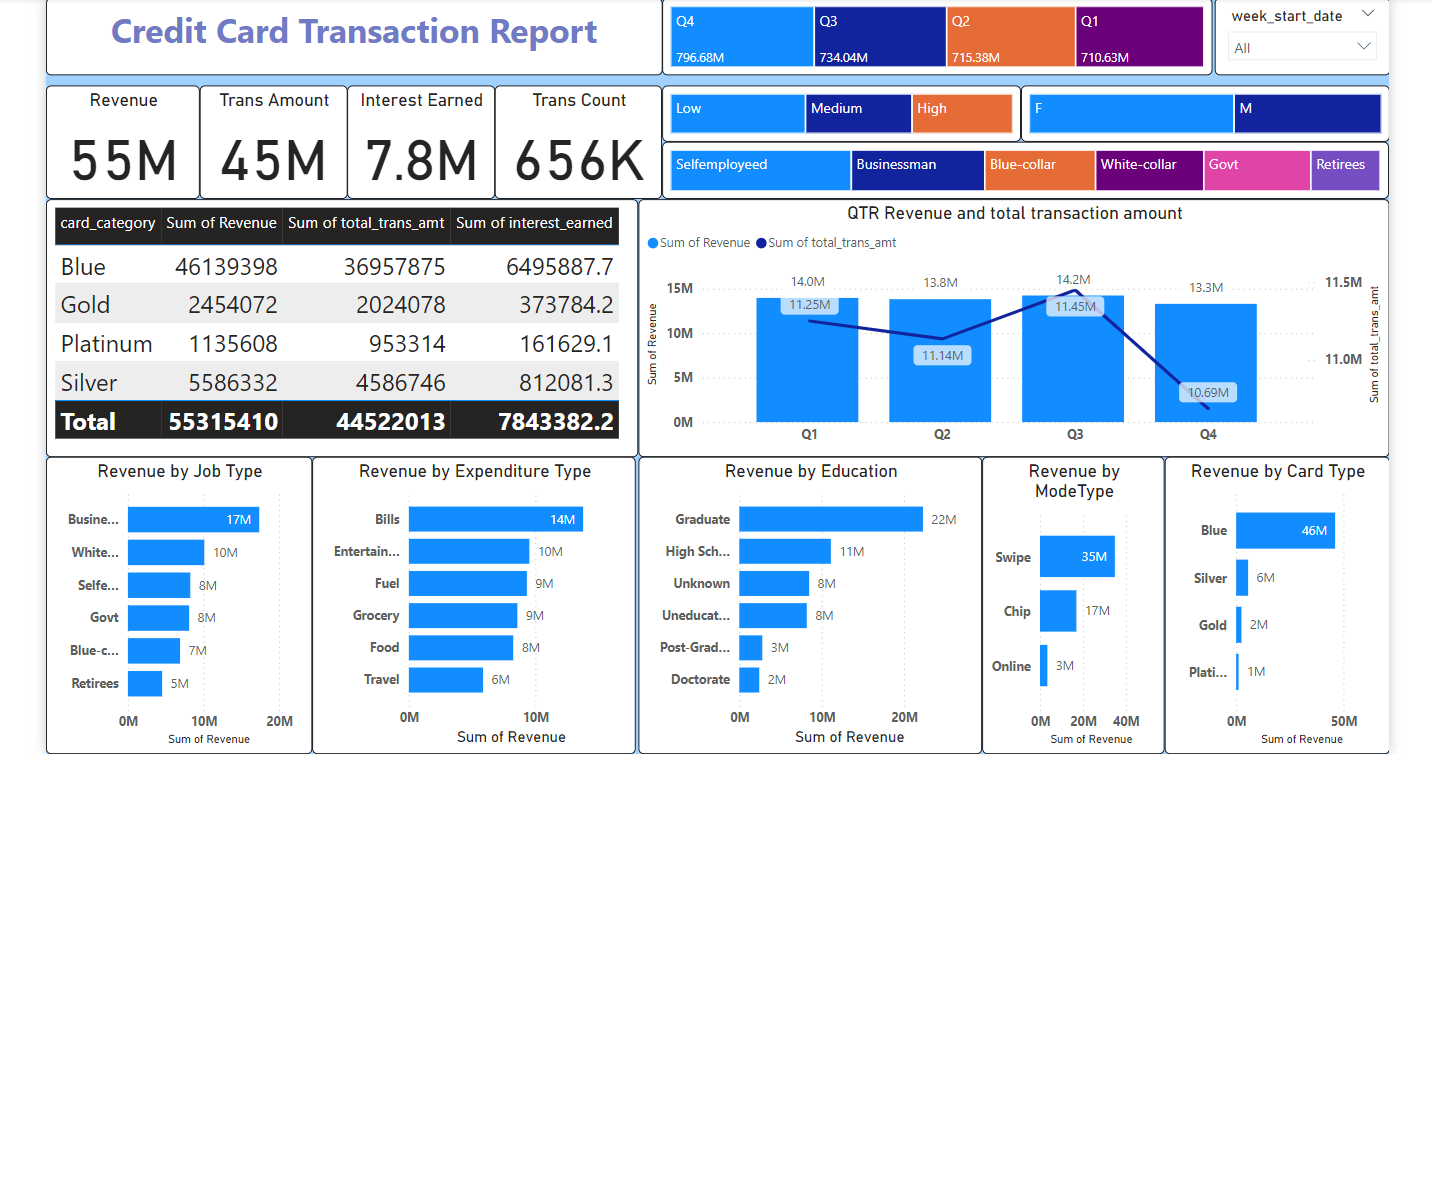 Credit Card Transaction Report
Q4
796.68M
Q3
734.04M
Q2
715.38M
Q1
710.63M
week_start_date
All
Revenue
55M
Trans Amount
45M
Interest Earned
7.8M
Trans Count
656K
Low
Medium
High
F
M
Selfemployeed
Businessman
Blue-collar
White-collar
Govt
Retirees
card_category Sum of Revenue Sum of total_trans_amt Sum of interest_earned
Blue 46139398 36957875 6495887.7
Gold 2454072 2024078 373784.2
Platinum 1135608 953314 161629.1
Silver 5586332 4586746 812081.3
Total 55315410 44522013 7843382.2
QTR Revenue and total transaction amount
Sum of Revenue Sum of total_trans_amt
Sum of Revenue
15M
10M
5M
0M
14.0M
13.8M
14.2M
13.3M
11.25M
11.14M
11.45M
10.69M
Q1 Q2 Q3 Q4
11.5M
11.0M
Sum of total_trans_amt
Revenue by Job Type
Busine... 17M
White... 10M
Selfe... 8M
Govt 8M
Blue-c... 7M
Retirees 5M
0M 10M 20M
Sum of Revenue
Revenue by Expenditure Type
Bills 14M
Entertain... 10M
Fuel 9M
Grocery 9M
Food 8M
Travel 6M
0M 10M
Sum of Revenue
Revenue by Education
Graduate 22M
High Sch... 11M
Unknown 8M
Uneducat... 8M
Post-Grad... 3M
Doctorate 2M
0M 10M 20M
Sum of Revenue
Revenue by
ModeType
Swipe 35M
Chip 17M
Online 3M
0M 20M 40M
Sum of Revenue
Revenue by Card Type
Blue 46M
Silver 6M
Gold 2M
Plati... 1M
0M 50M
Sum of Revenue